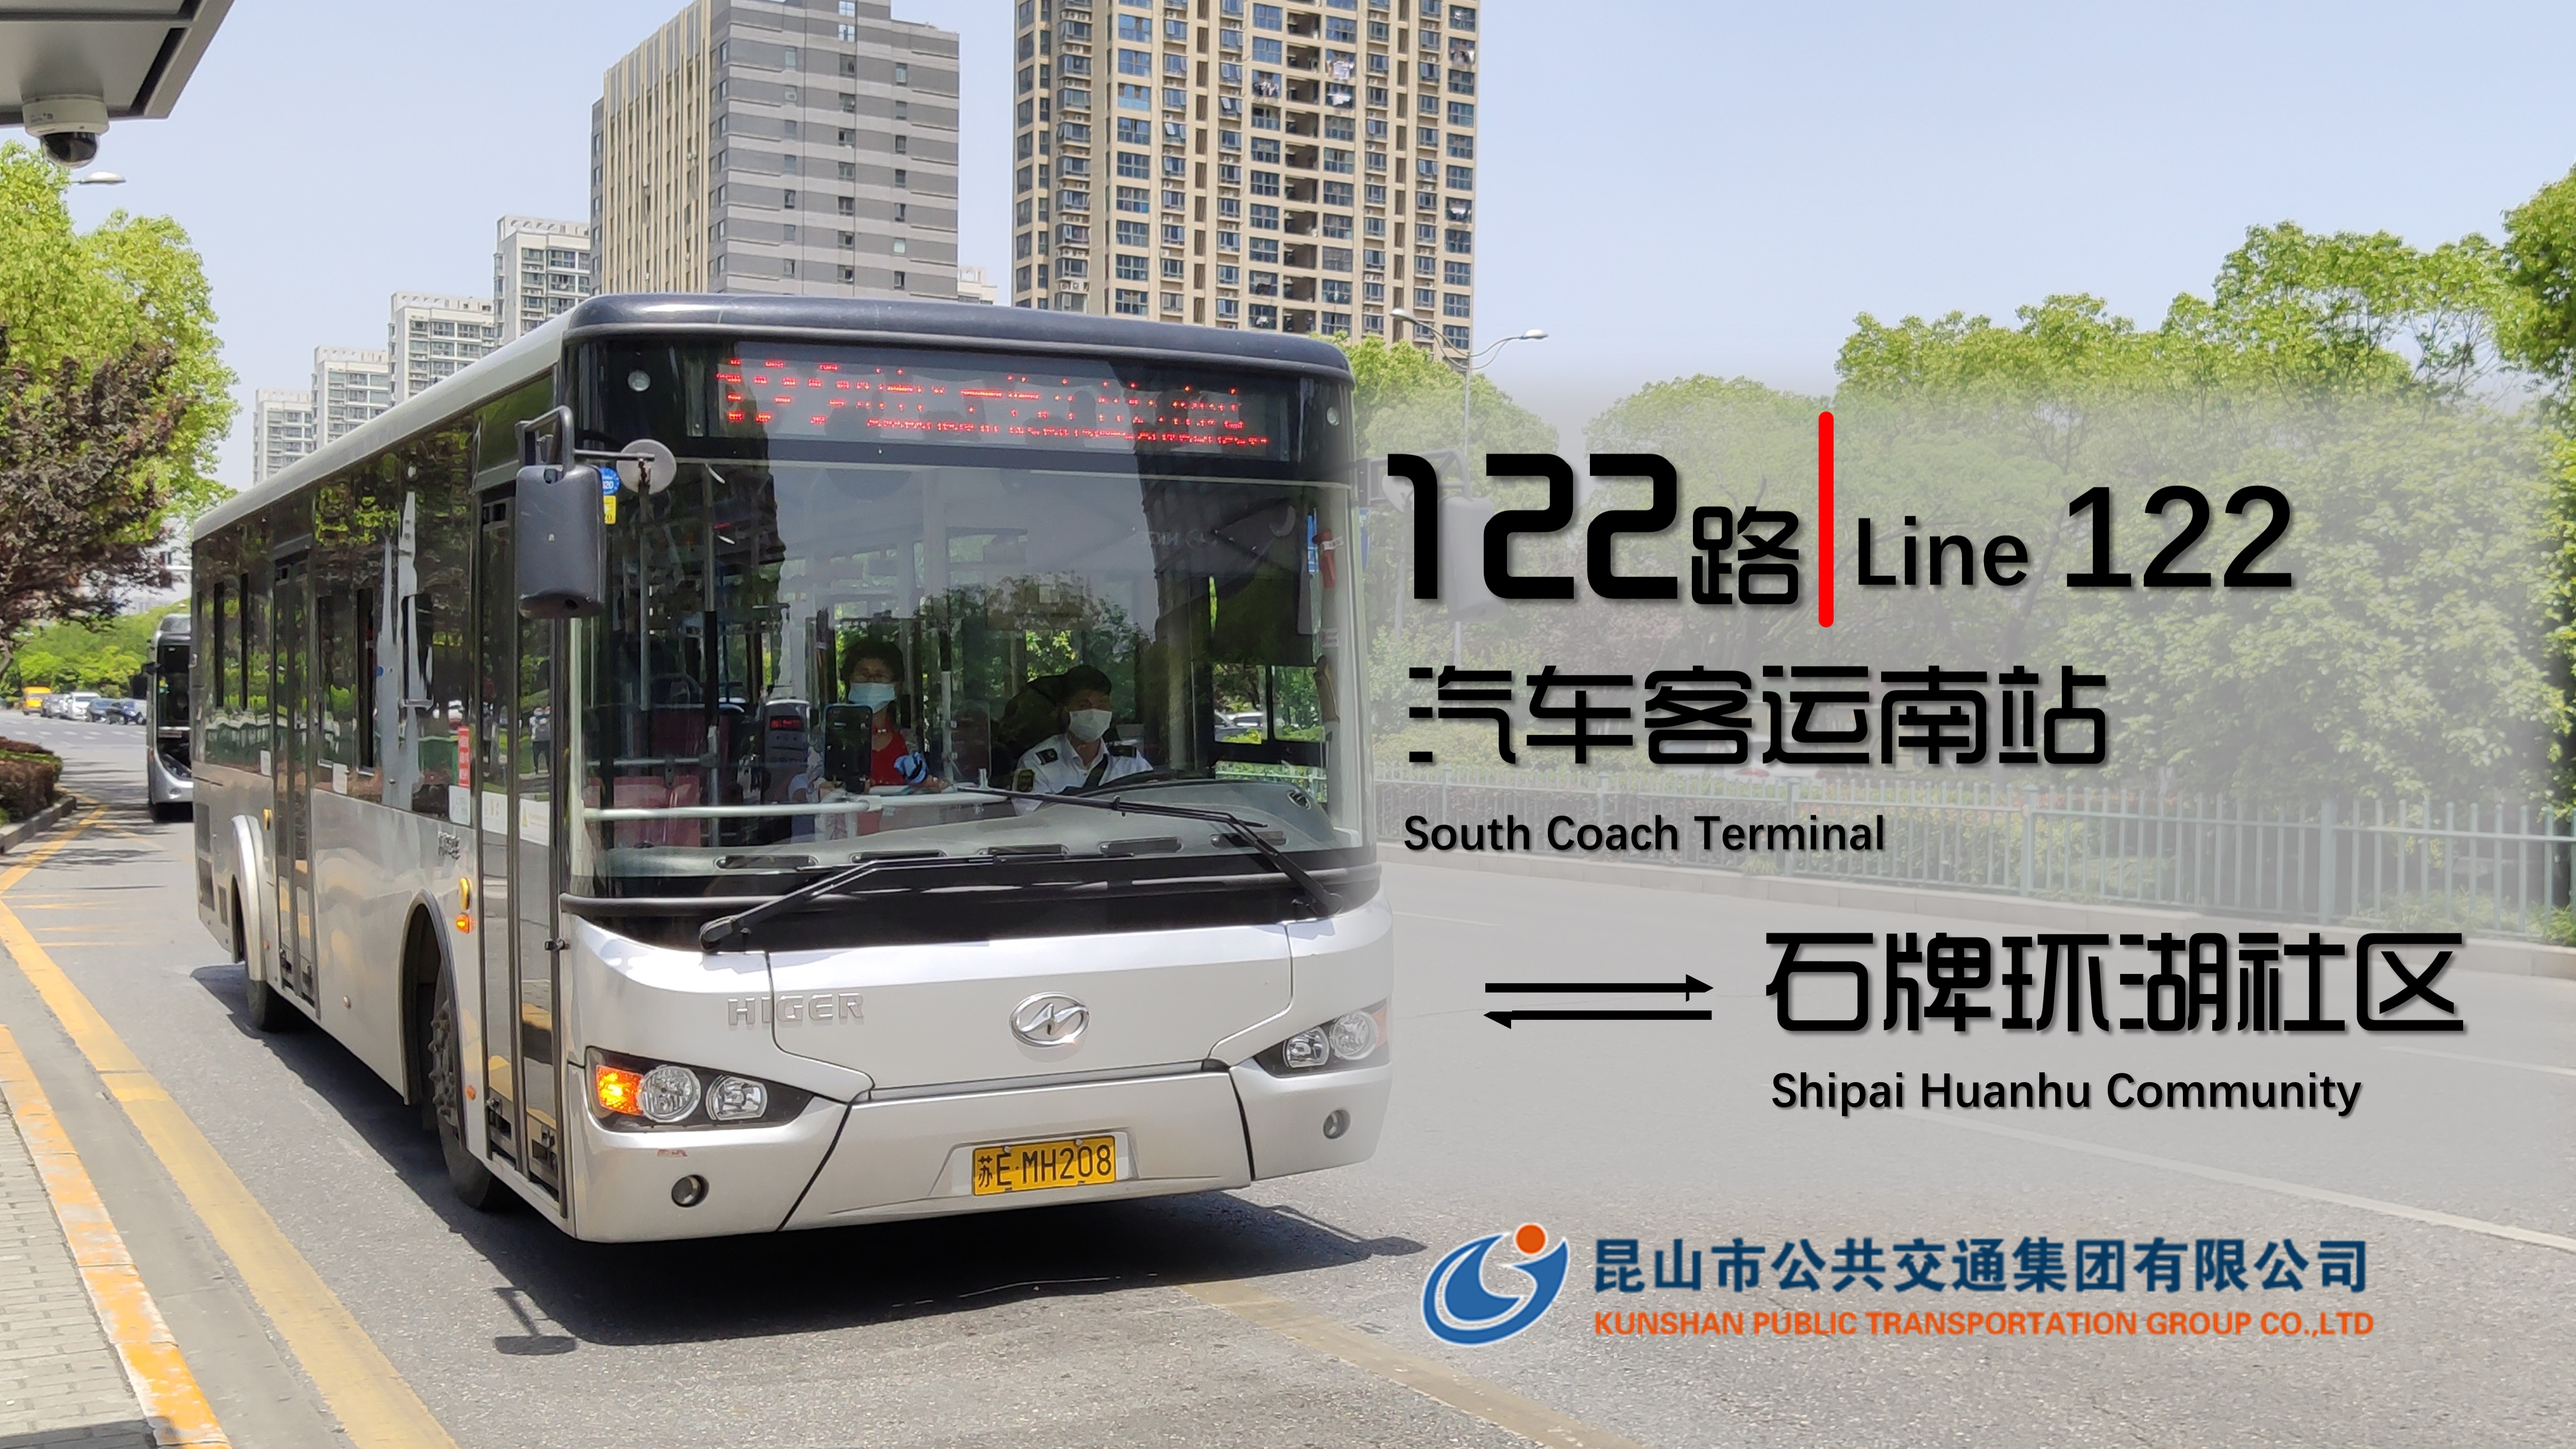 122路 Line 122
汽车客运南站
South Coach Terminal
石牌环湖社区
Shipai Huanhu Community
HIGER
苏E·MH208
昆山市公共交通集团有限公司
KUNSHAN PUBLIC TRANSPORTATION GROUP CO.,LTD